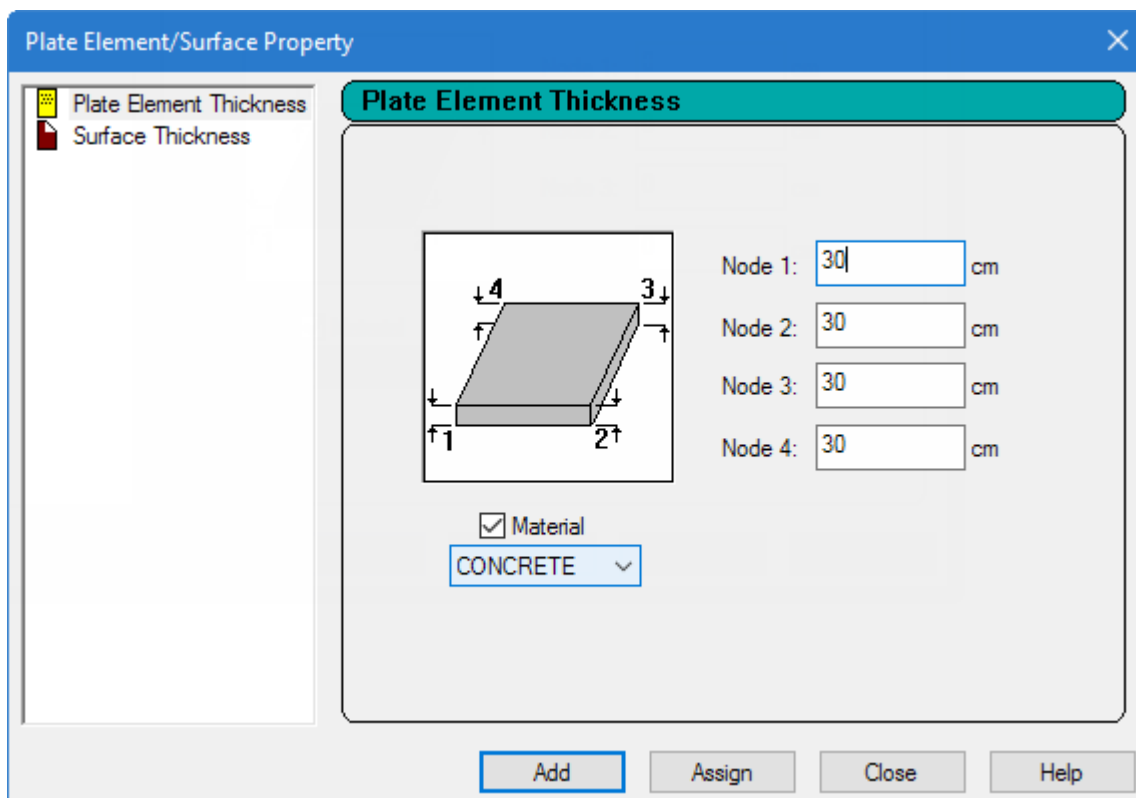 Plate Element/Surface Property
Plate Element Thickness
Surface Thickness
Plate Element Thickness
4
3
1
2
Node 1: 30 cm
Node 2: 30 cm
Node 3: 30 cm
Node 4: 30 cm
Material
CONCRETE
Add Assign Close Help